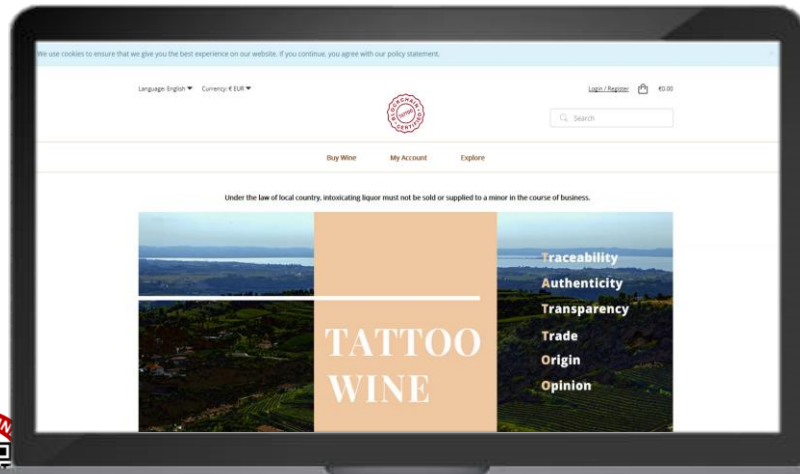 We use cookies to ensure that we give you the best experience on our website. If you continue, you agree with our policy statement.
Language: English ▼ Currency: € EUR ▼
Login / Register €0.00
BLOCKCHAIN
TATTOO
CERTIFIED
Search
Buy Wine My Account Explore
Under the law of local country, intoxicating liquor must not be sold or supplied to a minor in the course of business.
TATTOO
WINE
Traceability
Authenticity
Transparency
Trade
Origin
Opinion